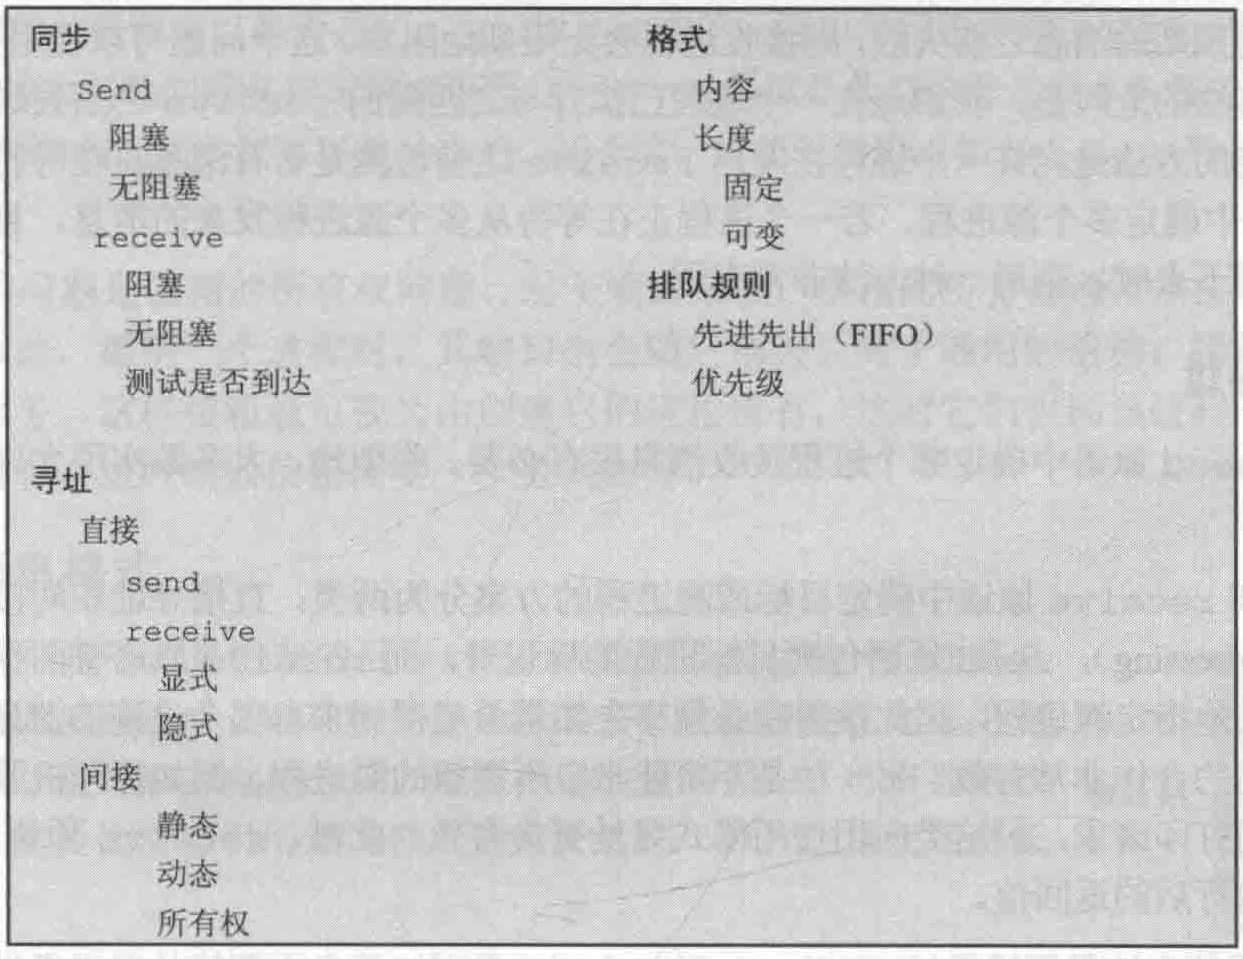 同步
Send
阻塞
无阻塞
receive
阻塞
无阻塞
测试是否到达
寻址
直接
send
receive
显式
隐式
间接
静态
动态
所有权
格式
内容
长度
固定
可变
排队规则
先进先出（FIFO）
优先级